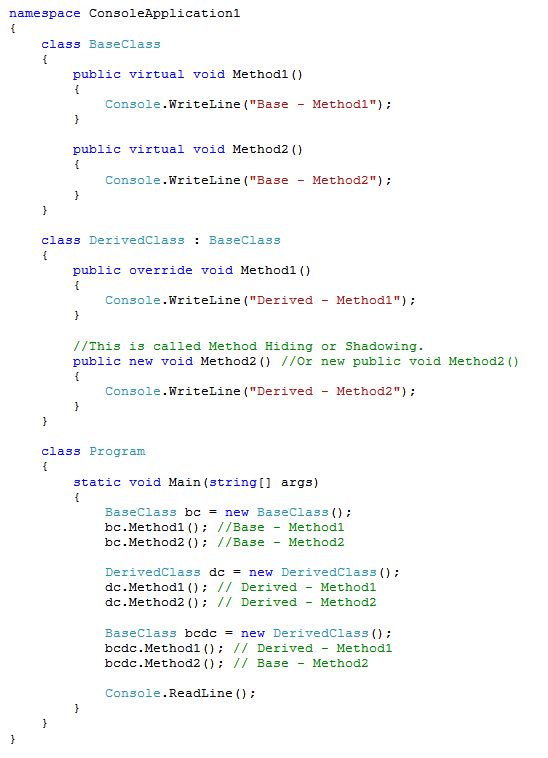 namespace ConsoleApplication1
{
    class BaseClass
    {
        public virtual void Method1()
        {
            Console.WriteLine("Base - Method1");
        }

        public virtual void Method2()
        {
            Console.WriteLine("Base - Method2");
        }
    }

    class DerivedClass : BaseClass
    {
        public override void Method1()
        {
            Console.WriteLine("Derived - Method1");
        }

        //This is called Method Hiding or Shadowing.
        public new void Method2() //Or new public void Method2()
        {
            Console.WriteLine("Derived - Method2");
        }
    }

    class Program
    {
        static void Main(string[] args)
        {
            BaseClass bc = new BaseClass();
            bc.Method1(); //Base - Method1
            bc.Method2(); //Base - Method2

            DerivedClass dc = new DerivedClass();
            dc.Method1(); // Derived - Method1
            dc.Method2(); // Derived - Method2

            BaseClass bcdc = new DerivedClass();
            bcdc.Method1(); // Derived - Method1
            bcdc.Method2(); // Base - Method2

            Console.ReadLine();
        }
    }
}